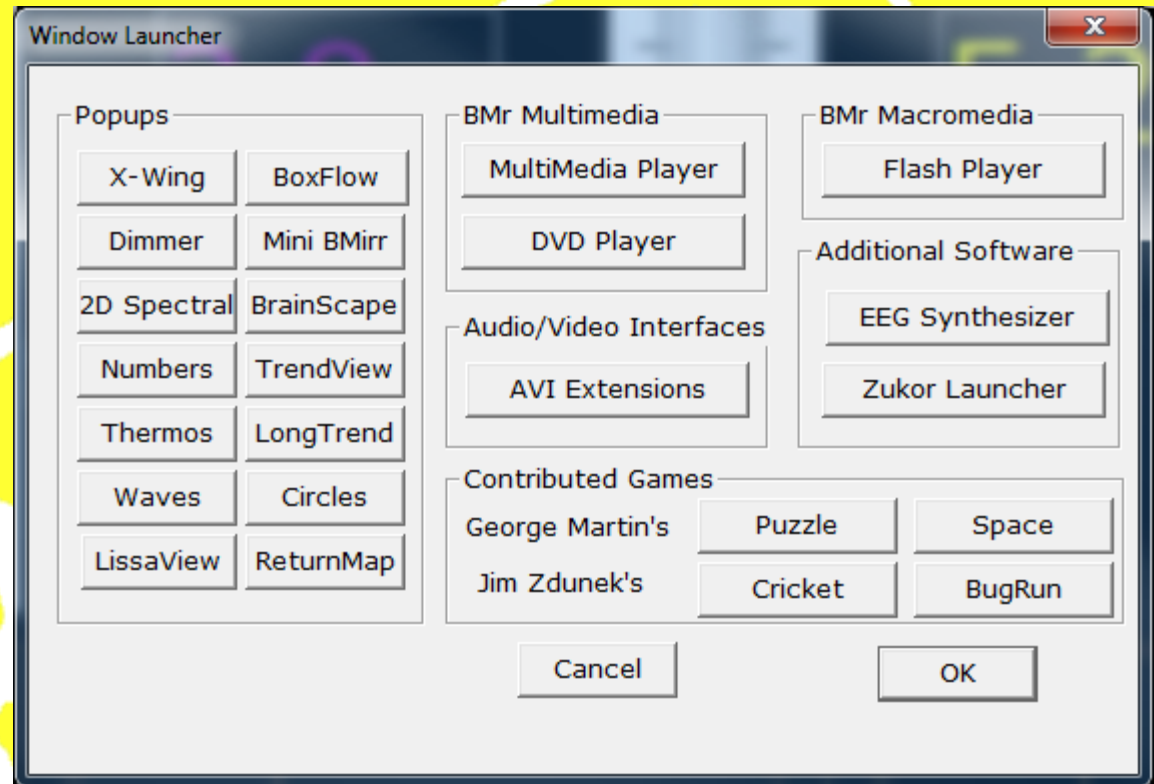 Window Launcher
Popups
X-Wing BoxFlow
Dimmer Mini BMirr
2D Spectral BrainScape
Numbers TrendView
Thermos LongTrend
Waves Circles
LissaView ReturnMap
BMr Multimedia
MultiMedia Player
DVD Player
BMr Macromedia
Flash Player
Audio/Video Interfaces
AVI Extensions
Additional Software
EEG Synthesizer
Zukor Launcher
Contributed Games
George Martin's Puzzle Space
Jim Zdunek's Cricket BugRun
Cancel OK